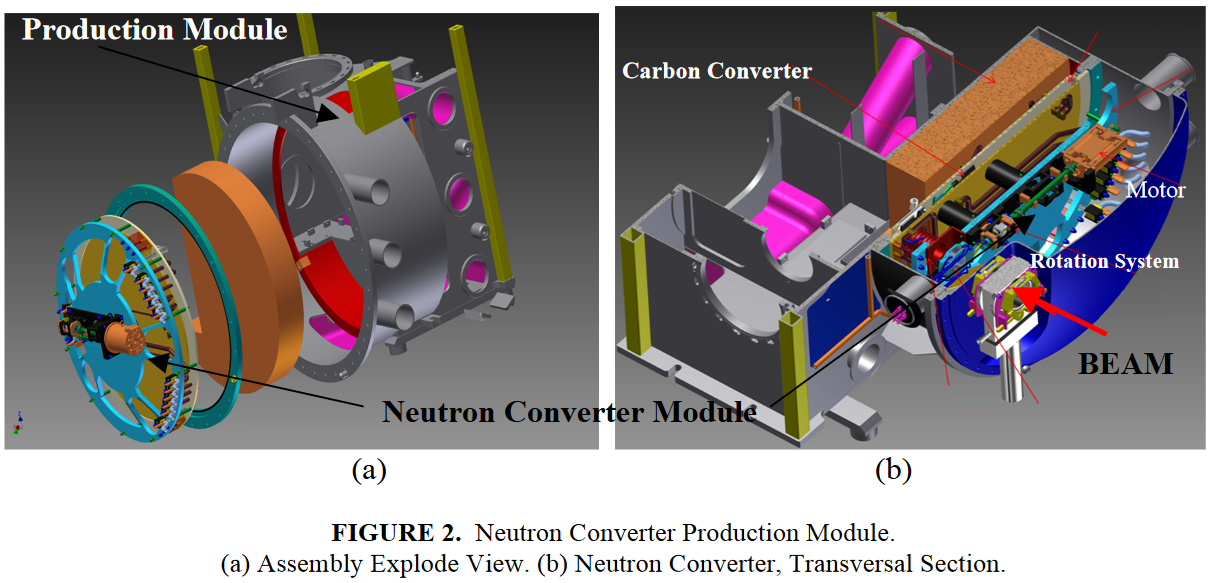 Production Module
Neutron Converter Module
Carbon Converter
Motor
Rotation System
BEAM
(a)
(b)
FIGURE 2. Neutron Converter Production Module.
(a) Assembly Explode View. (b) Neutron Converter, Transversal Section.